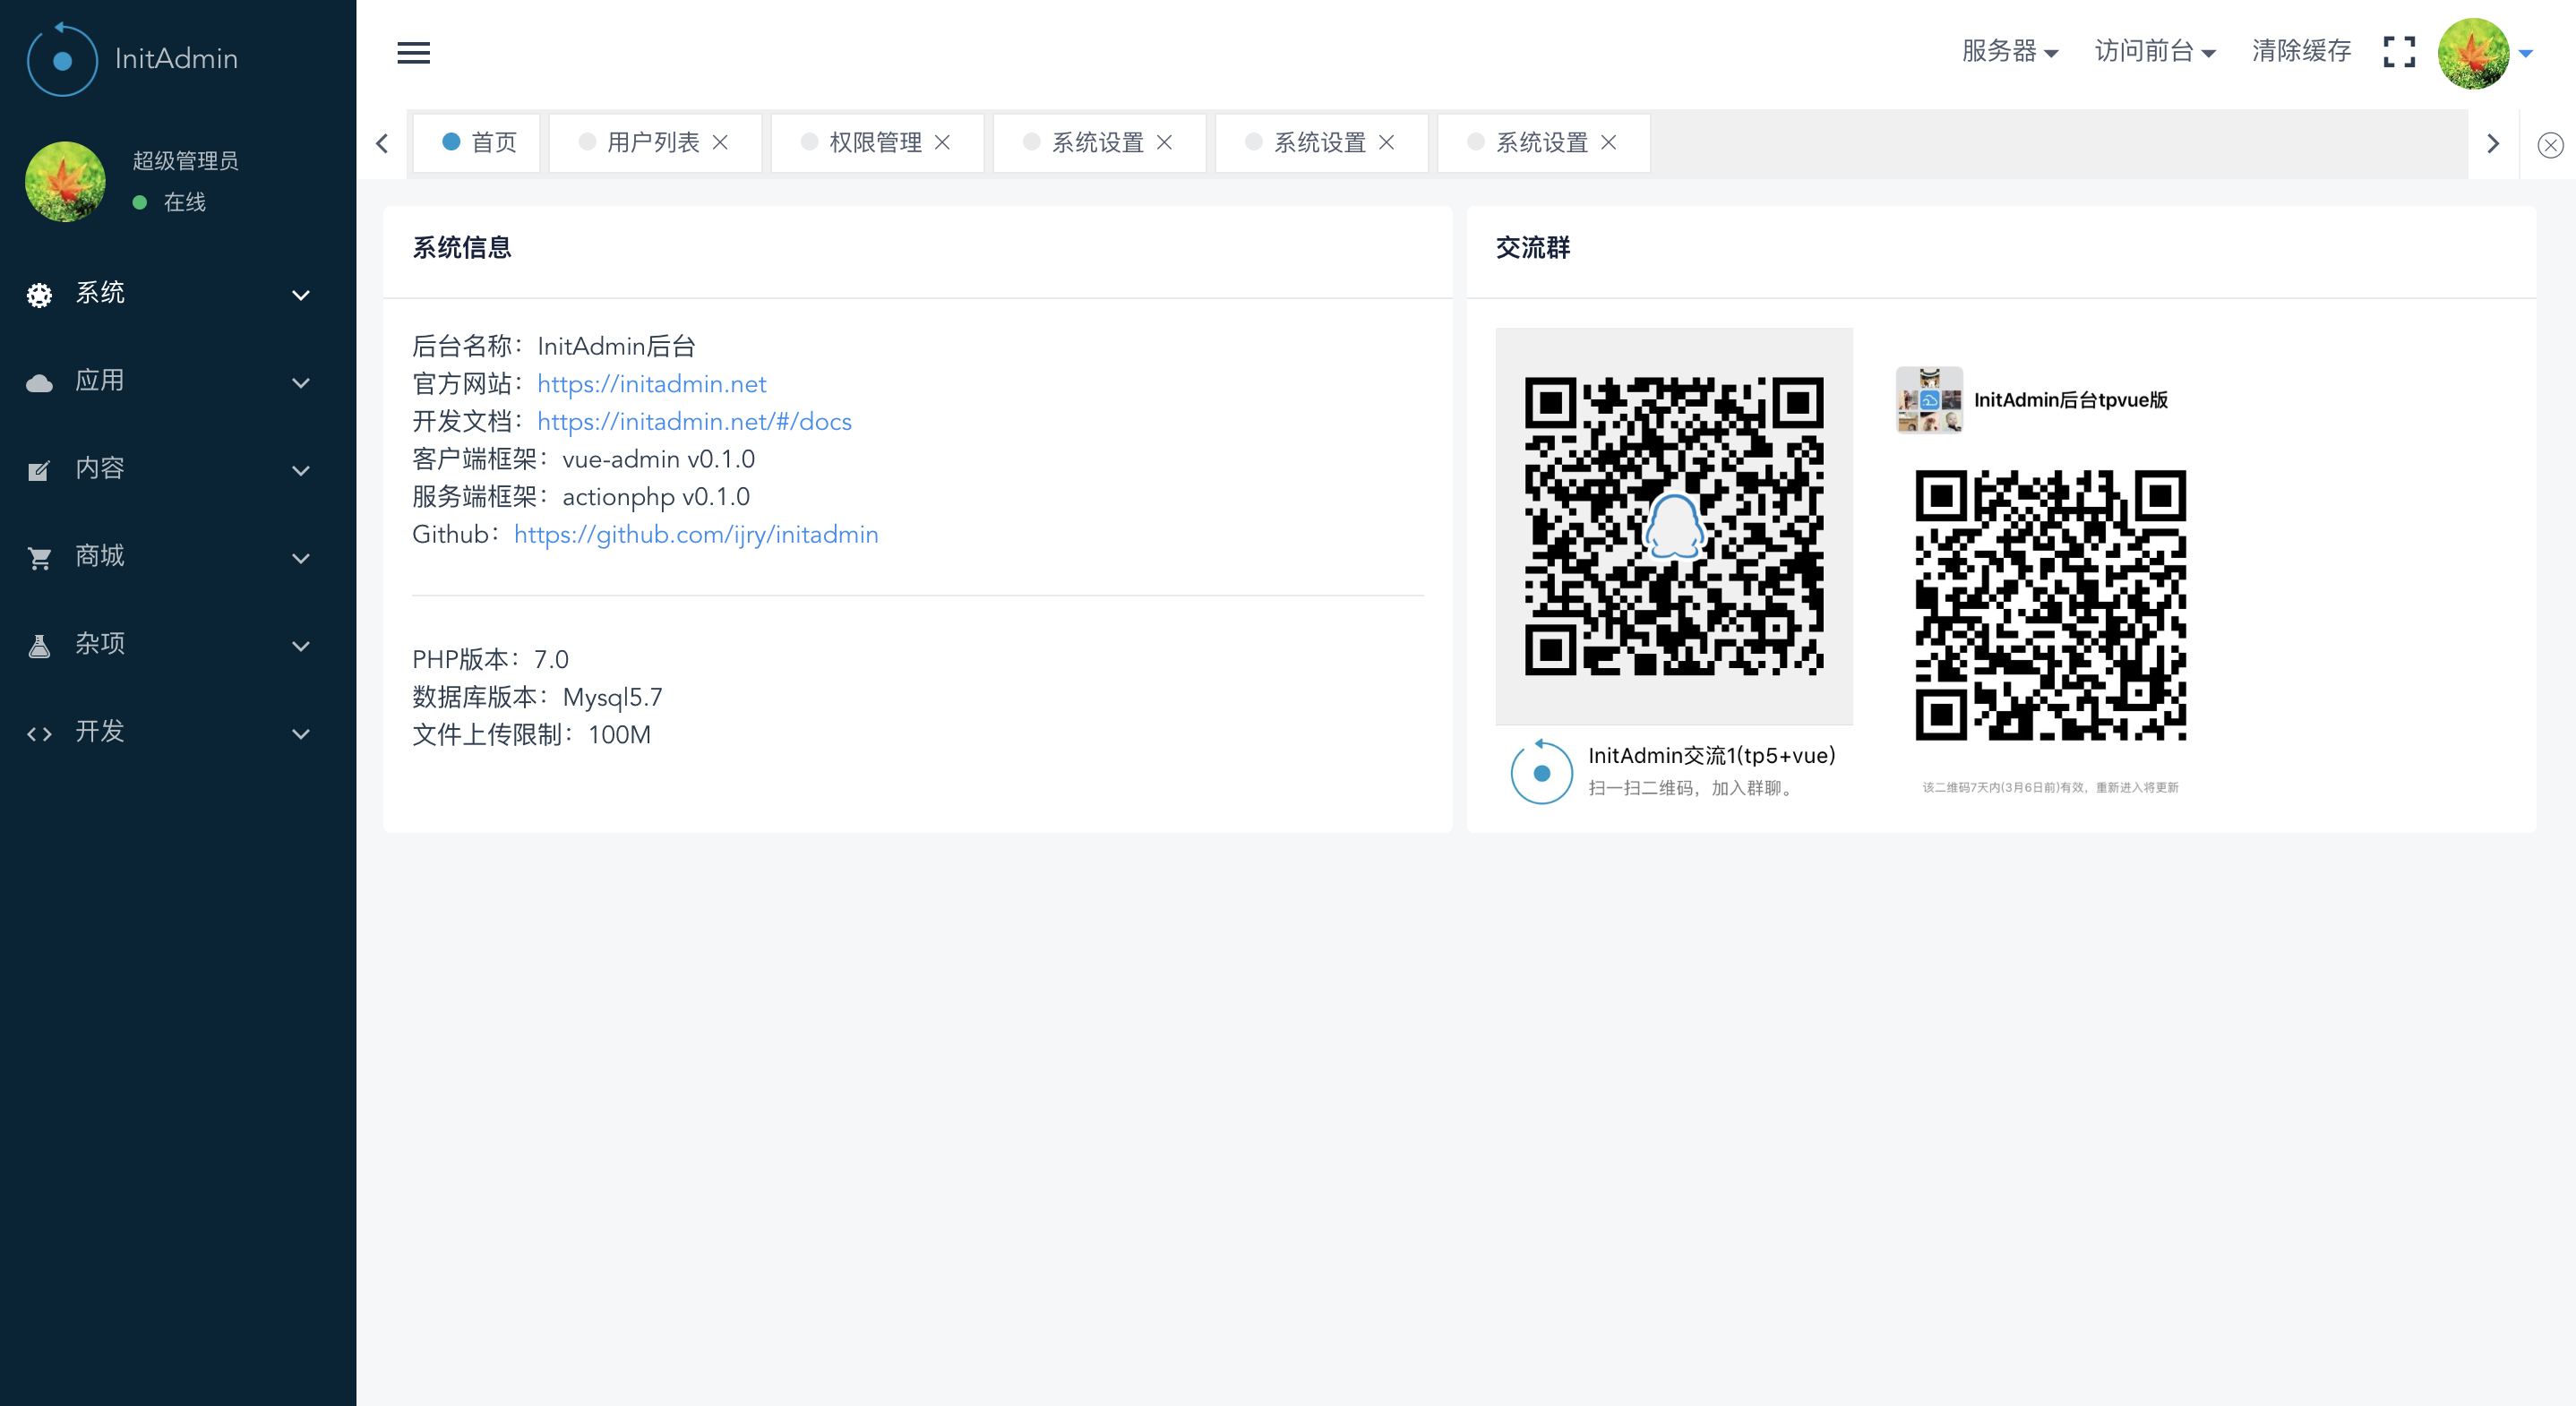 InitAdmin
超级管理员
在线
系统
应用
内容
商城
杂项
开发
服务器
访问前台
清除缓存
首页
用户列表
权限管理
系统设置
系统设置
系统设置
系统信息
后台名称：InitAdmin后台
官方网站：https://initadmin.net
开发文档：https://initadmin.net/#/docs
客户端框架：vue-admin v0.1.0
服务端框架：actionphp v0.1.0
Github：https://github.com/ijry/initadmin
PHP版本：7.0
数据库版本：Mysql5.7
文件上传限制：100M
交流群
InitAdmin交流1(tp5+vue)
扫一扫二维码，加入群聊。
InitAdmin后台tpvue版
该二维码7天内(3月6日前)有效，重新进入将更新